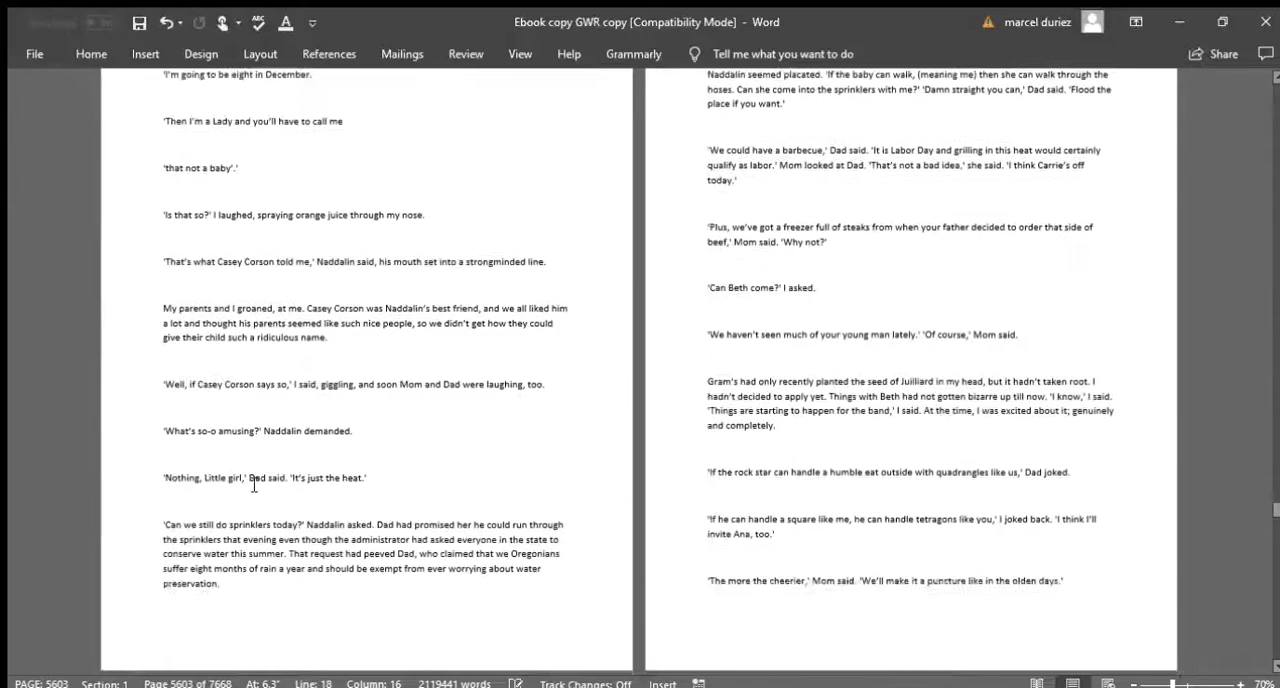 Ebook copy GWR copy [Compatibility Mode] - Word
marcel duriez
File Home Insert Design Layout References Mailings Review View Help Grammarly Tell me what you want to do Share
'I'm going to be eight in December.
'Then I'm a Lady and you'll have to call me
'that not a baby'.'
'Is that so?' I laughed, spraying orange juice through my nose.
'That's what Casey Corson told me,' Naddalin said, his mouth set into a strongminded line.
My parents and I groaned, at me. Casey Corson was Naddalin's best friend, and we all liked him
a lot and thought his parents seemed like such nice people, so we didn't get how they could
give their child such a ridiculous name.
'Well, if Casey Corson says so,' I said, giggling, and soon Mom and Dad were laughing, too.
'What's so-o amusing?' Naddalin demanded.
'Nothing, Little girl,' Dad said. 'It's just the heat.'
'Can we still do sprinklers today?' Naddalin asked. Dad had promised her he could run through
the sprinklers that evening even though the administrator had asked everyone in the state to
conserve water this summer. That request had peeved Dad, who claimed that we Oregonians
suffer eight months of rain a year and should be exempt from ever worrying about water
preservation.
Naddalin seemed placated. 'If the baby can walk, (meaning me) then she can walk through the
hoses. Can she come into the sprinklers with me?' 'Damn straight you can,' Dad said. 'Flood the
place if you want.'
'We could have a barbecue,' Dad said. 'It is Labor Day and grilling in this heat would certainly
qualify as labor.' Mom looked at Dad. 'That's not a bad idea,' she said. 'I think Carrie's off
today.'
'Plus, we've got a freezer full of steaks from when your father decided to order that side of
beef,' Mom said. 'Why not?'
'Can Beth come?' I asked.
'We haven't seen much of your young man lately.' 'Of course,' Mom said.
Gram's had only recently planted the seed of Juilliard in my head, but it hadn't taken root. I
hadn't decided to apply yet. Things with Beth had not gotten bizarre up till now. 'I know,' I said.
'Things are starting to happen for the band,' I said. At the time, I was excited about it; genuinely
and completely.
'If the rock star can handle a humble eat outside with quadrangles like us,' Dad joked.
'If he can handle a square like me, he can handle tetragons like you,' I joked back. 'I think I'll
invite Ana, too.'
'The more the cheerier,' Mom said. 'We'll make it a puncture like in the olden days.'
PAGE: 5603 Section: 1 Page 5603 of 7668 At: 6.3" Line: 18 Column: 16 2119441 words Track Changes: Off Insert 70%